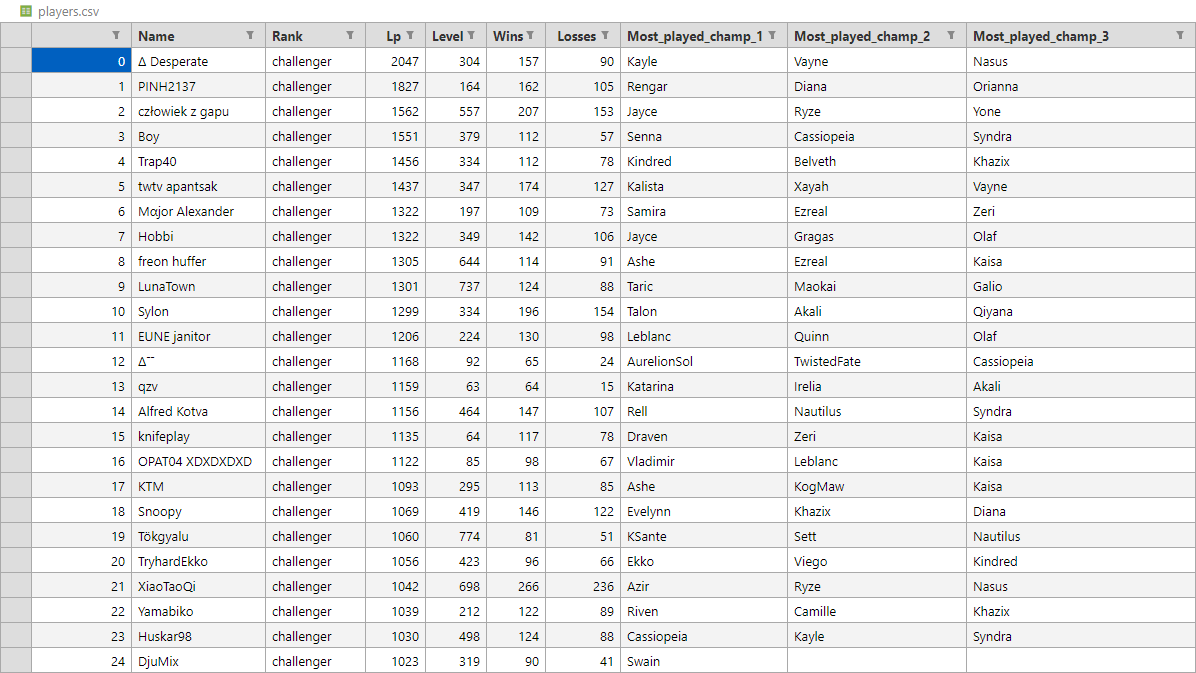 players.csv
Name Rank Lp Level Wins Losses Most_played_champ_1 Most_played_champ_2 Most_played_champ_3
0 Δ Desperate challenger 2047 304 157 90 Kayle Vayne Nasus
1 PINH2137 challenger 1827 164 162 105 Rengar Diana Orianna
2 człowiek z gapu challenger 1562 557 207 153 Jayce Ryze Yone
3 Boy challenger 1551 379 112 57 Senna Cassiopeia Syndra
4 Trap40 challenger 1456 334 112 78 Kindred Belveth Khazix
5 twtv apantsak challenger 1437 347 174 127 Kalista Xayah Vayne
6 Mαjor Alexander challenger 1322 197 109 73 Samira Ezreal Zeri
7 Hobbi challenger 1322 349 142 106 Jayce Gragas Olaf
8 freon huffer challenger 1305 644 114 91 Ashe Ezreal Kaisa
9 LunaTown challenger 1301 737 124 88 Taric Maokai Galio
10 Sylon challenger 1299 334 196 154 Talon Akali Qiyana
11 EUNE janitor challenger 1206 224 130 98 Leblanc Quinn Olaf
12 Δ¯¯ challenger 1168 92 65 24 AurelionSol TwistedFate Cassiopeia
13 qzv challenger 1159 63 64 15 Katarina Irelia Akali
14 Alfred Kotva challenger 1156 464 147 107 Rell Nautilus Syndra
15 knifeplay challenger 1135 64 117 78 Draven Zeri Kaisa
16 OPAT04 XDXDXDXD challenger 1122 85 98 67 Vladimir Leblanc Kaisa
17 KTM challenger 1093 295 113 85 Ashe KogMaw Kaisa
18 Snoopy challenger 1069 419 146 122 Evelynn Khazix Diana
19 Tökgyalu challenger 1060 774 81 51 KSante Sett Nautilus
20 TryhardEkko challenger 1056 423 96 66 Ekko Viego Kindred
21 XiaoTaoQi challenger 1042 698 266 236 Azir Ryze Nasus
22 Yamabiko challenger 1039 212 122 89 Riven Camille Khazix
23 Huskar98 challenger 1030 498 124 88 Cassiopeia Kayle Syndra
24 DjuMix challenger 1023 319 90 41 Swain